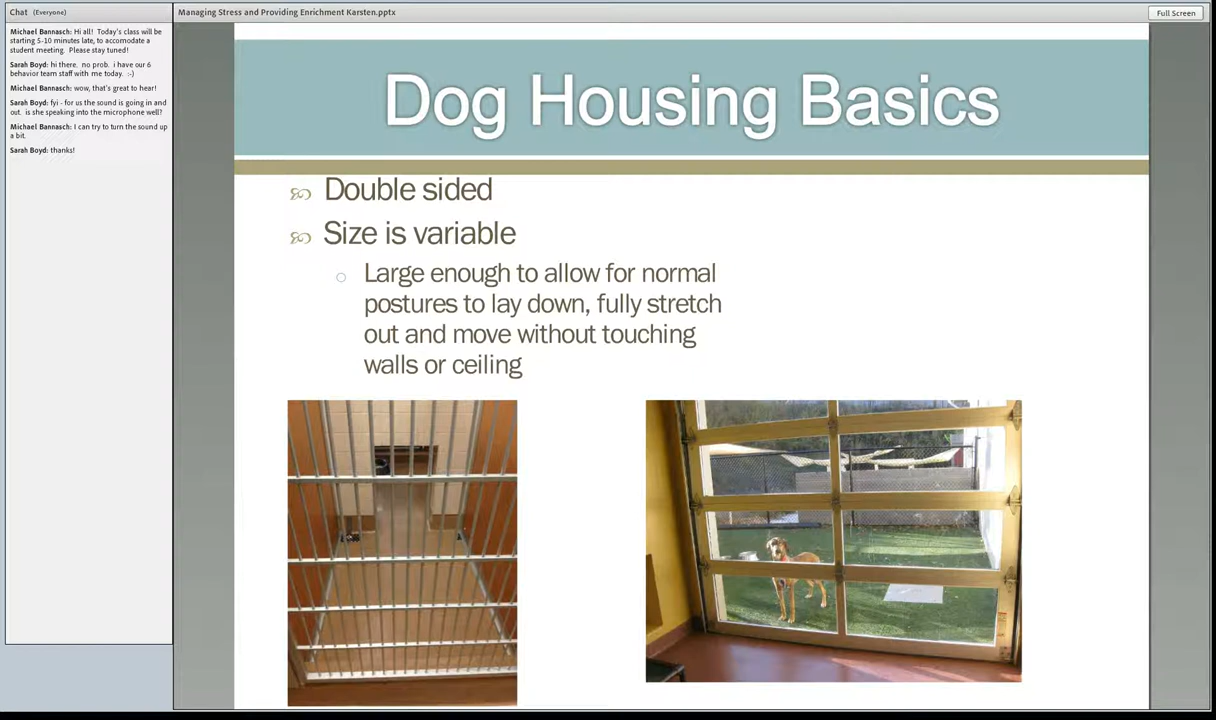 Chat (Everyone)
Michael Bannasch: Hi all! Today's class will be
starting 5-10 minutes late, to accomodate a
student meeting. Please stay tuned!
Sarah Boyd: hi there, no prob. i have our 6
behavior team staff with me today. :-)
Michael Bannasch: wow, that's great to hear!
Sarah Boyd: fyi - for us the sound is going in and
out. is she speaking into the microphone well?
Michael Bannasch: I can try to turn the sound up
a bit.
Sarah Boyd: thanks!
Managing Stress and Providing Enrichment Karsten.pptx
Full Screen
Dog Housing Basics
Double sided
Size is variable
Large enough to allow for normal
postures to lay down, fully stretch
out and move without touching
walls or ceiling